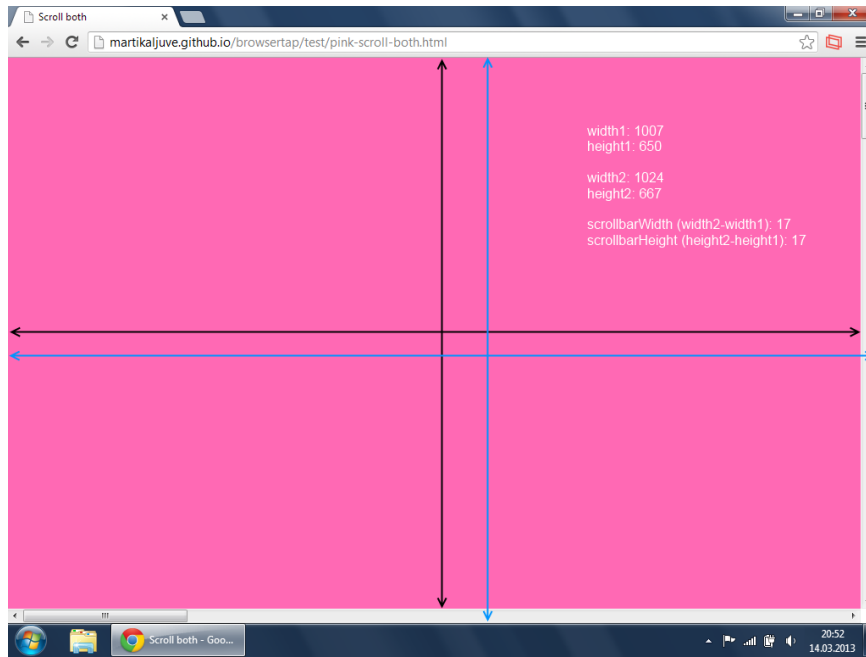 Scroll both
martikaljuve.github.io/browsertap/test/pink-scroll-both.html
width1: 1007
height1: 650
width2: 1024
height2: 667
scrollbarWidth (width2-width1): 17
scrollbarHeight (height2-height1): 17
Scroll both - Goo...
20:52
14.03.2013